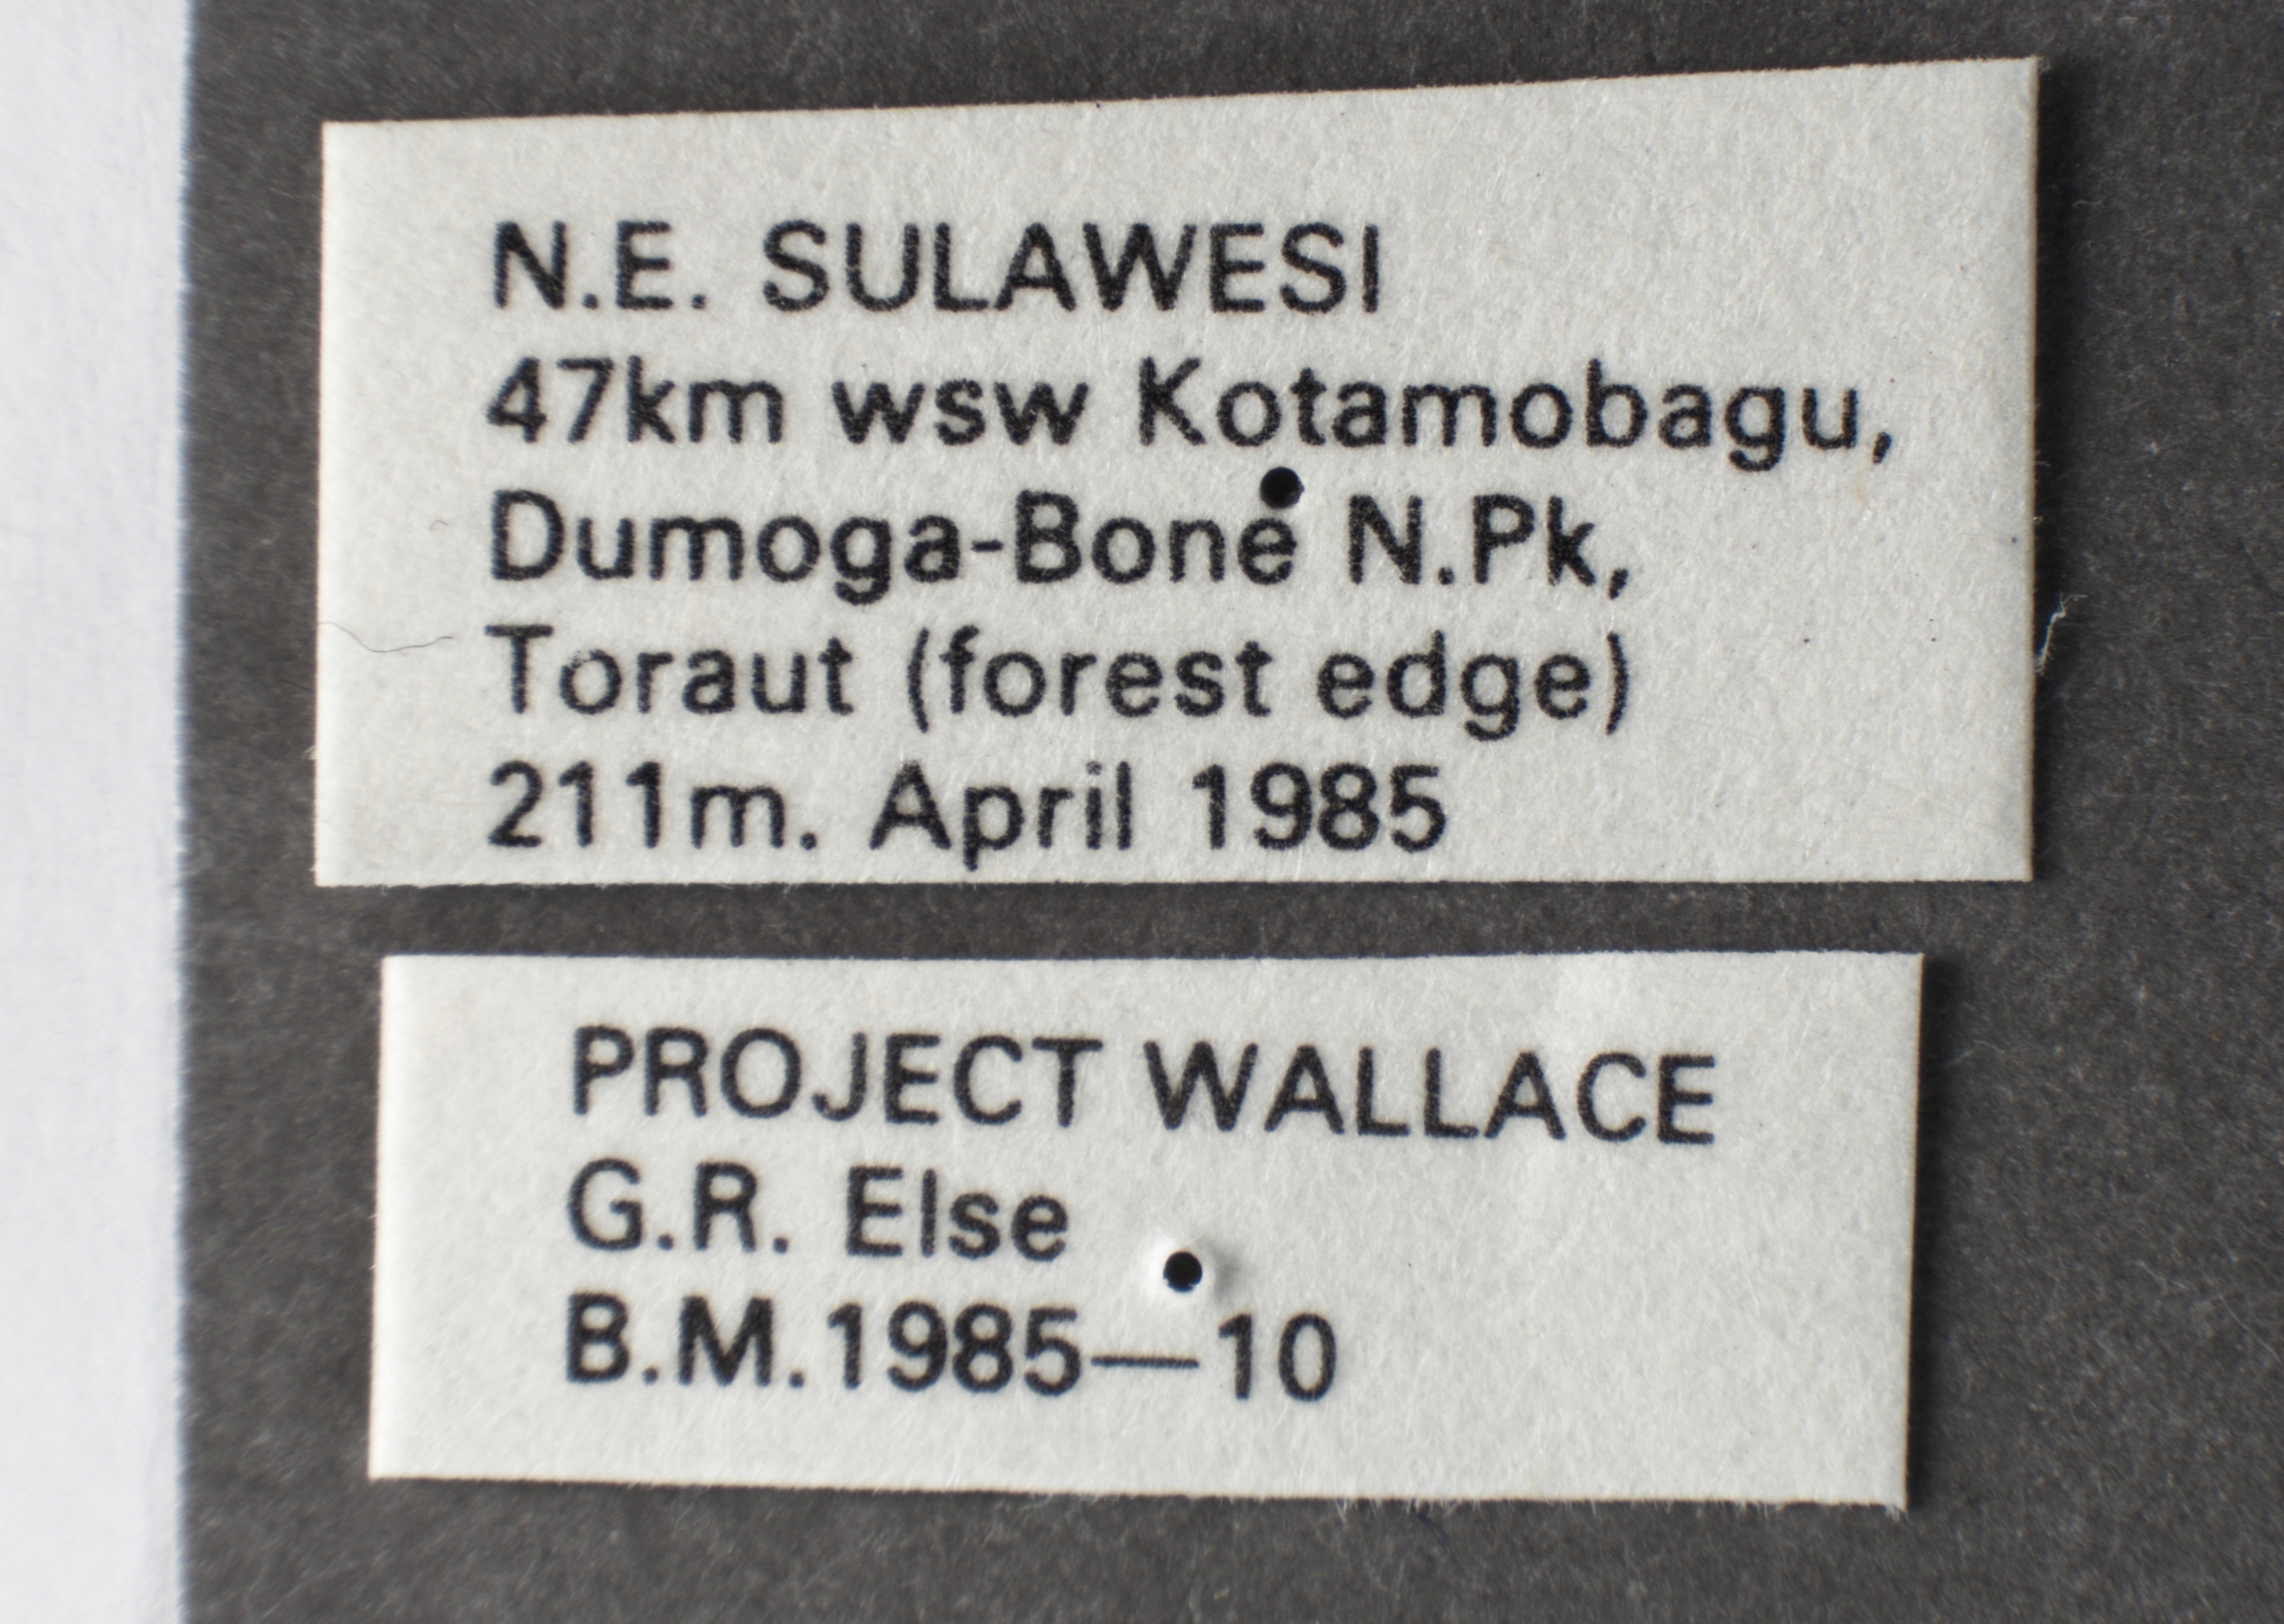 N.E. SULAWESI
47km wsw Kotamobagu,
Dumoga-Bone N.Pk,
Toraut (forest edge)
211m. April 1985
PROJECT WALLACE
G.R. Else
B.M.1985—10